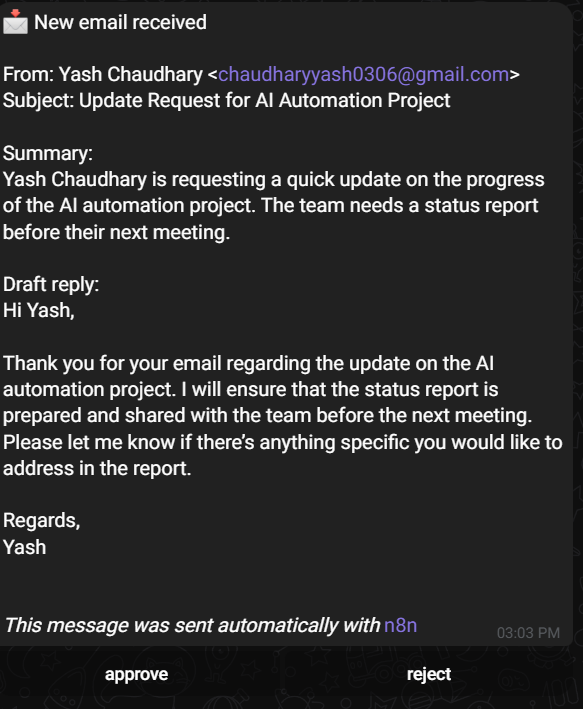 📩 New email received
From: Yash Chaudhary <chaudharyyash0306@gmail.com>
Subject: Update Request for AI Automation Project
Summary:
Yash Chaudhary is requesting a quick update on the progress
of the AI automation project. The team needs a status report
before their next meeting.
Draft reply:
Hi Yash,
Thank you for your email regarding the update on the AI
automation project. I will ensure that the status report is
prepared and shared with the team before the next meeting.
Please let me know if there's anything specific you would like to
address in the report.
Regards,
Yash
This message was sent automatically with n8n
03:03 PM
approve reject